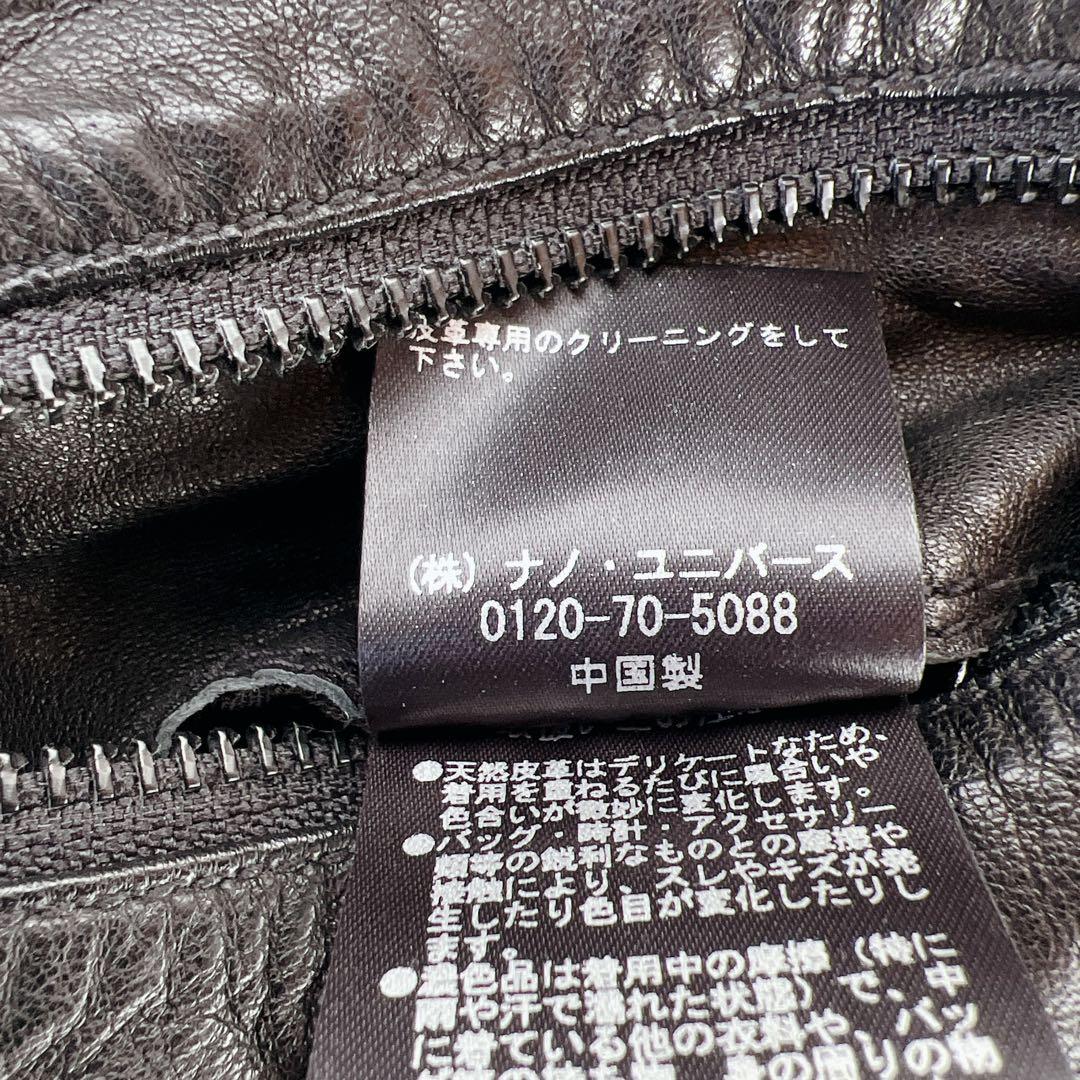 皮革専用のクリーニングをして
下さい。
(株) ナノ・ユニバース
0120-70-5088
中国製
●天然皮革はデリケートなため、
着用を重ねるたびに風合いや
色合いが微妙に変化します。
●バッグ・時計・アクセサリー
類等の鋭利なものとの摩擦や
接触により、スレやキズが発
生したり色目が変化したりし
ます。
●濃色品は着用中の摩擦(特に
雨や汗で濡れた状態)で、中
に着ている他の衣料や、バッ